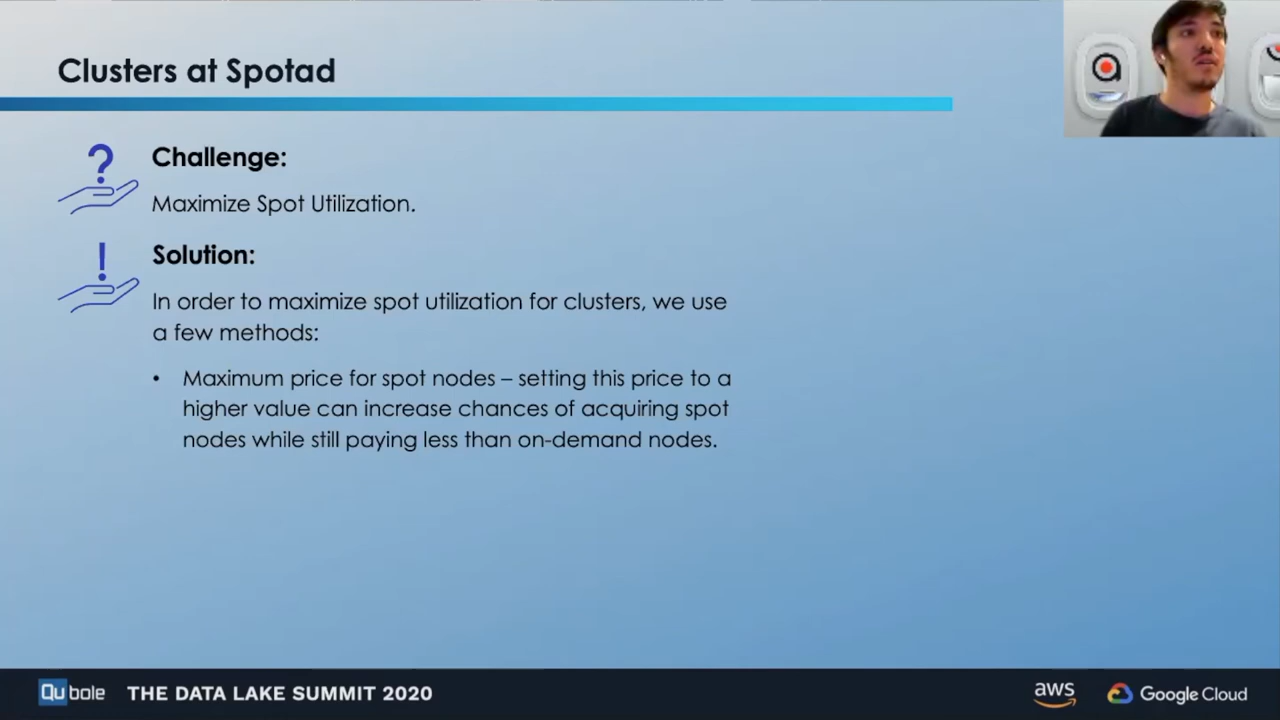 Clusters at Spotad
?
Challenge:
Maximize Spot Utilization.
!
Solution:
In order to maximize spot utilization for clusters, we use
a few methods:
• Maximum price for spot nodes – setting this price to a
higher value can increase chances of acquiring spot
nodes while still paying less than on-demand nodes.
Qubole THE DATA LAKE SUMMIT 2020 aws Google Cloud